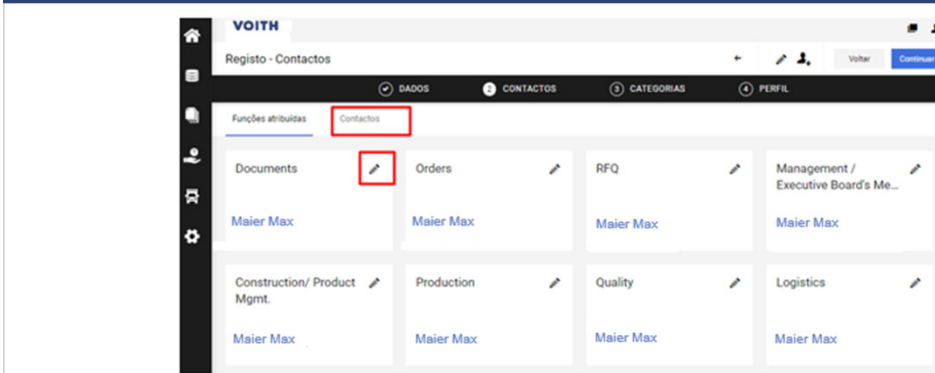 VOITH
Registo - Contactos
Voltar
Continuar
DADOS
2 CONTACTOS
3 CATEGORIAS
4 PERFIL
Funções atribuídas
Contactos
Documents
Orders
RFQ
Management /
Executive Board's Me...
Maier Max
Maier Max
Maier Max
Maier Max
Construction/ Product
Mgmt.
Production
Quality
Logistics
Maier Max
Maier Max
Maier Max
Maier Max